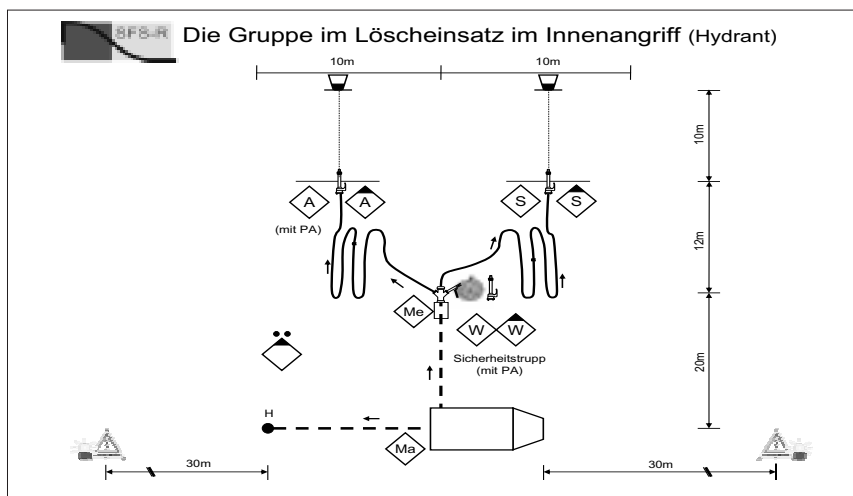 SFS-R
Die Gruppe im Löscheinsatz im Innenangriff (Hydrant)
10m 10m
10m
A A S S
(mit PA)
12m
Me
W W
Sicherheitstrupp
(mit PA)
20m
H
Ma
30m 30m